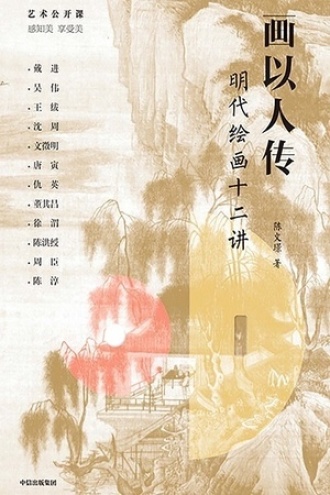 艺术公开课
感知美 享受美
画以人传
明代绘画十二讲
陈文璟 著
戴进
吴伟
王绂
沈周
文徵明
唐寅
仇英
董其昌
徐渭
陈洪绶
周臣
陈淳
中信出版集团